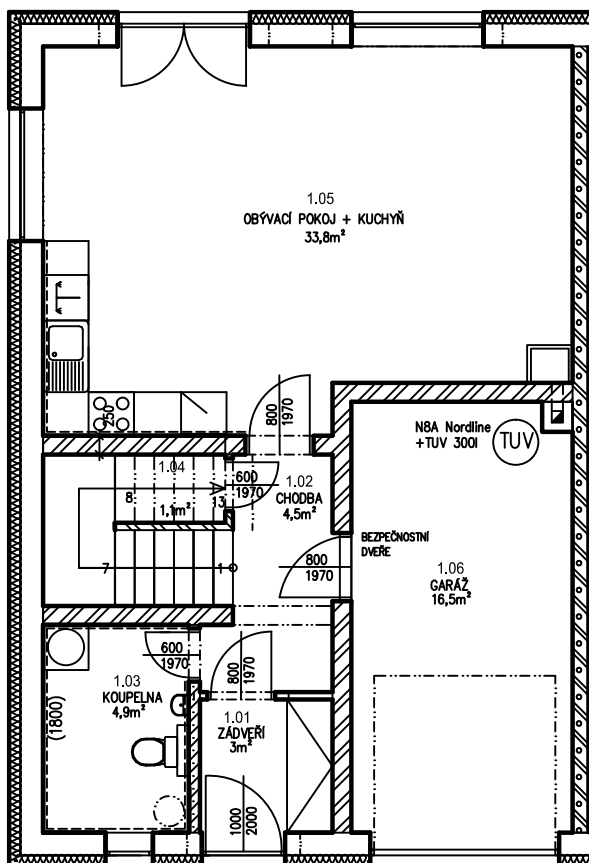 1.05
OBÝVACÍ POKOJ + KUCHYŇ
33,8m²
250
800
1970
N8A Nordline
+TUV 300l
TUV
1.04
8
1,1m²
13
600
1970
1.02
CHODBA
4,5m²
7
1
BEZPEČNOSTNÍ
DVEŘE
800
1970
1.06
GARÁŽ
16,5m²
600
1970
800
1970
1.03
KOUPELNA
4,9m²
(1800)
1.01
ZÁDVEŘÍ
3m²
1000
2000